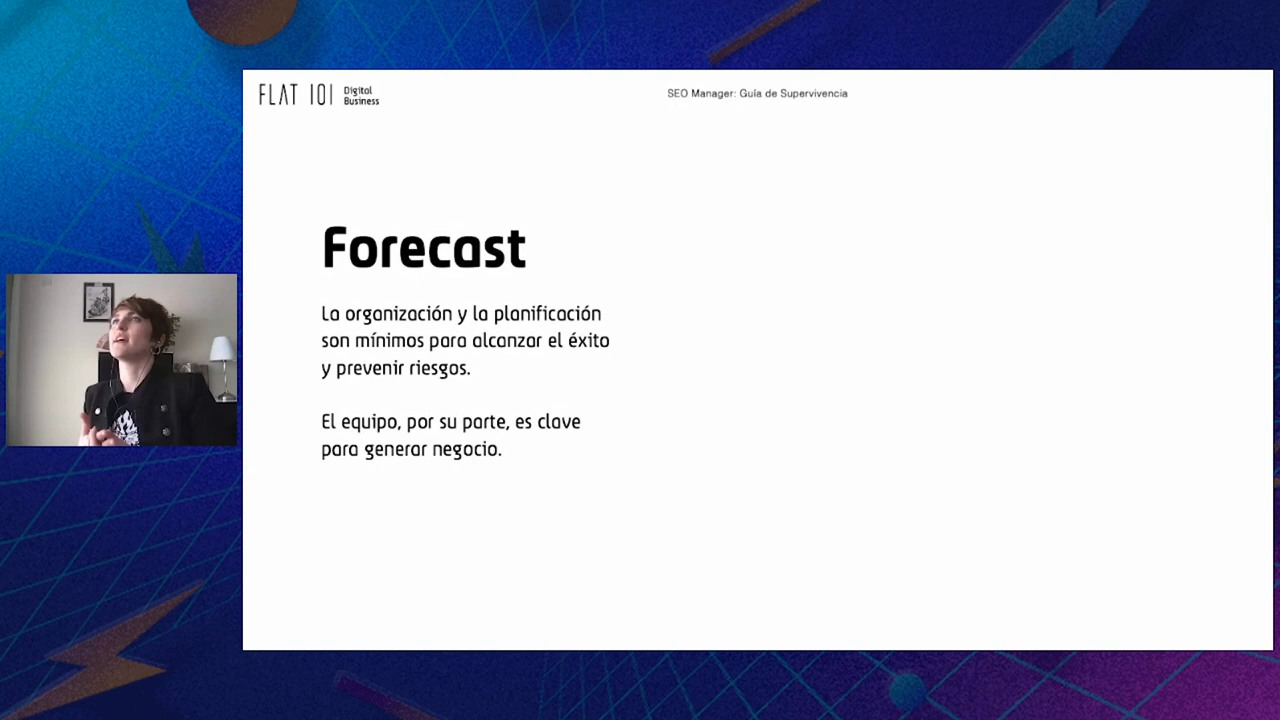 FLAT 101 Digital Business
SEO Manager: Guía de Supervivencia
Forecast
La organización y la planificación
son mínimos para alcanzar el éxito
y prevenir riesgos.
El equipo, por su parte, es clave
para generar negocio.